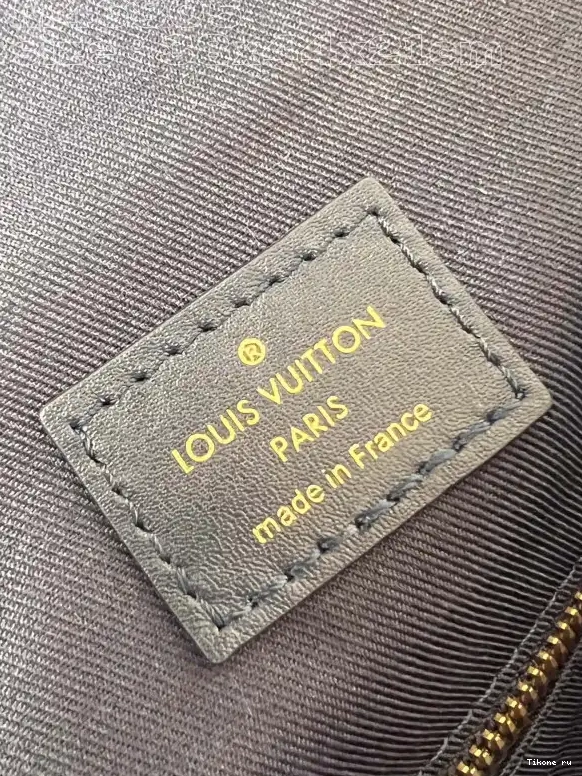 ®
LOUIS VUITTON
PARIS
made in France
Tikone ru